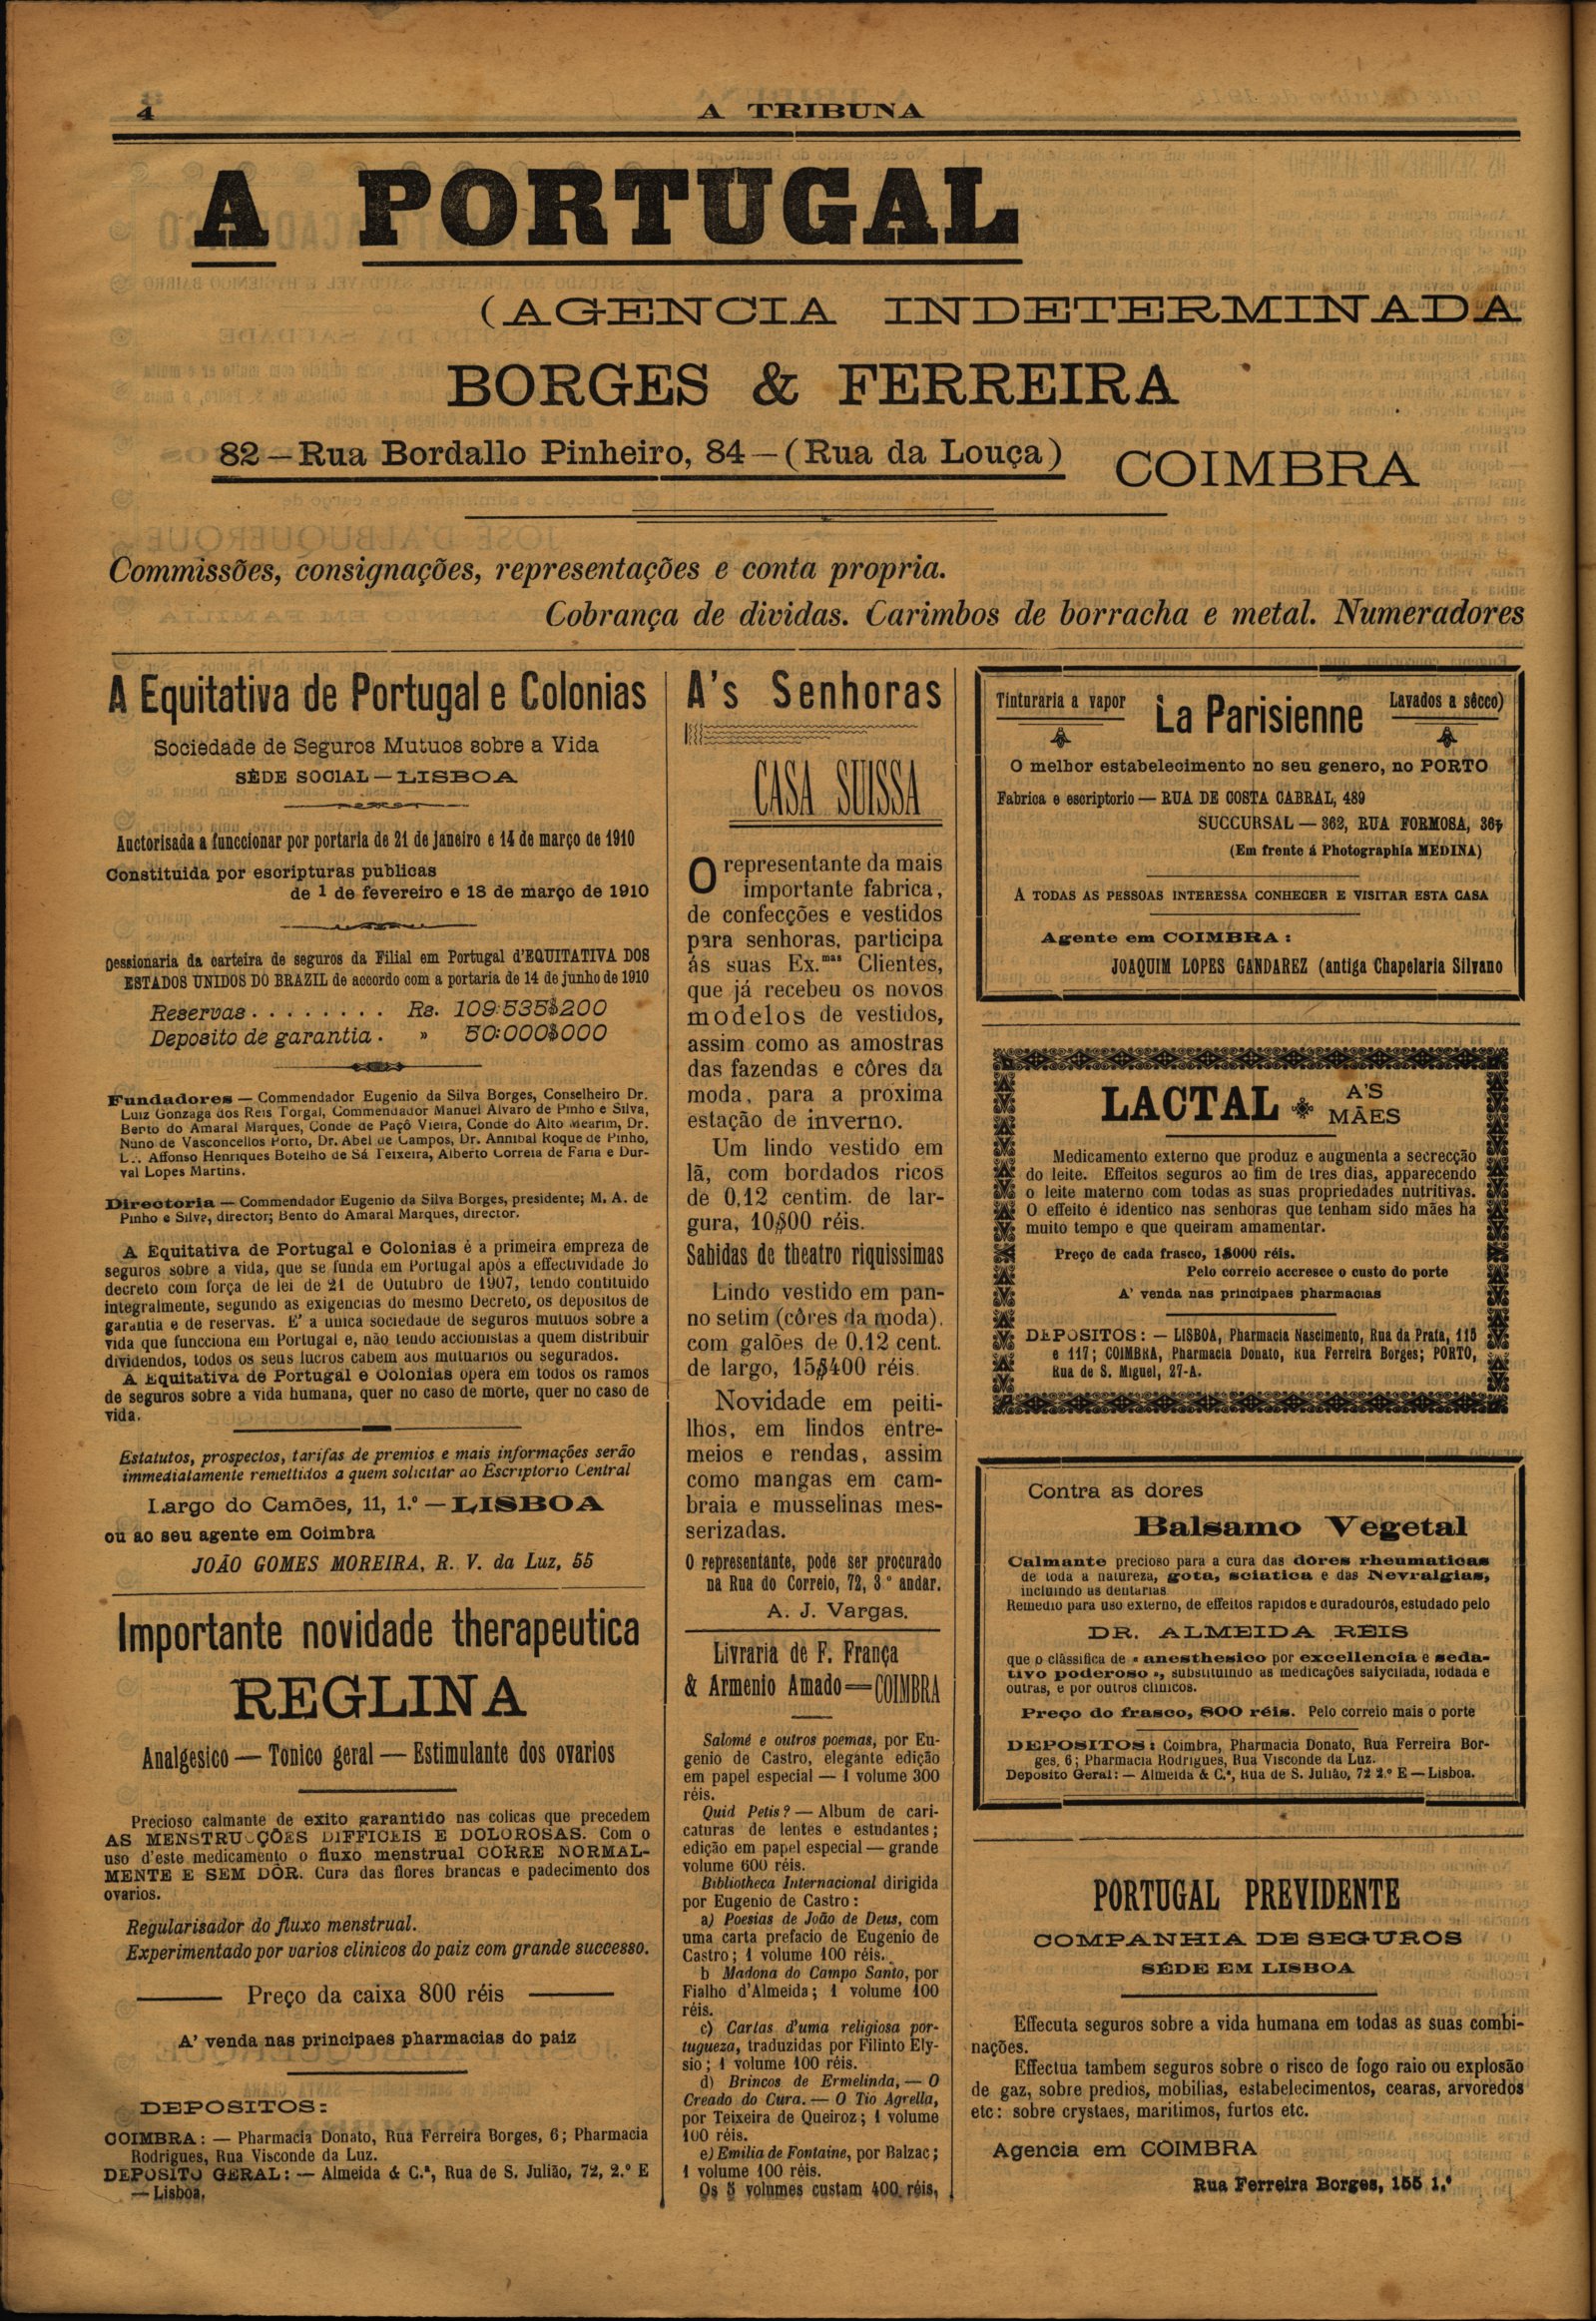 4
A TRIBUNA
A PORTUGAL
(AGENCIA INDETERMINADA
BORGES & FERREIRA
82 — Rua Bordallo Pinheiro, 84 — (Rua da Louça)
COIMBRA
Commissões, consignações, representações e conta propria.
Cobrança de dividas. Carimbos de borracha e metal. Numeradores
A Equitativa de Portugal e Colonias
Sociedade de Seguros Mutuos sobre a Vida
SÉDE SOCIAL — LISBOA
Auctorisada a funccionar por portaria de 21 de janeiro e 14 de março de 1910
Constituida por escripturas publicas
de 1 de fevereiro e 18 de março de 1910
Cessionaria da carteira de seguros da Filial em Portugal d'EQUITATIVA DOS
ESTADOS UNIDOS DO BRAZIL de accordo com a portaria de 14 de junho de 1910
Reservas . . . . . . . . Rs. 109:535$200
Deposito de garantia . » 50:000$000
Fundadores — Commendador Eugenio da Silva Borges, Conselheiro Dr.
Luiz Gonzaga dos Reis Torgal, Commendador Manuel Alvaro de Pinho e Silva,
Bento do Amaral Marques, Conde de Paçô Vieira, Conde do Alto Mearim, Dr.
Nuno de Vasconcellos Porto, Dr. Abel de Campos, Dr. Annibal Roque de Pinho,
Affonso Henriques Botelho de Sá Teixeira, Alberto Correia de Faria e Dur-
val Lopes Martins.
Directoria — Commendador Eugenio da Silva Borges, presidente; M. A. de
Pinho e Silva, director; Bento do Amaral Marques, director.
A Equitativa de Portugal e Colonias é a primeira empreza de
seguros sobre a vida, que se funda em Portugal após a effectividade do
decreto com força de lei de 21 de Outubro de 1907, tendo contituido
integralmente, segundo as exigencias do mesmo Decreto, os depositos de
garantia e de reservas. E' a unica sociedade de seguros mutuos sobre a
vida que funcciona em Portugal e, não tendo accionistas a quem distribuir
dividendos, todos os seus lucros cabem aos mutuarios ou segurados.
A Equitativa de Portugal e Colonias opera em todos os ramos
de seguros sobre a vida humana, quer no caso de morte, quer no caso de
vida.
Estatutos, prospectos, tarifas de premios e mais informações serão
immediatamente remettidos a quem solicitar ao Escriptorio Central
Largo do Camões, 11, 1.º — LISBOA
ou ao seu agente em Coimbra
JOÃO GOMES MOREIRA, R. V. da Luz, 55
Importante novidade therapeutica
REGLINA
Analgesico — Tonico geral — Estimulante dos ovarios
Precioso calmante de exito garantido nas colicas que precedem
AS MENSTRUAÇÕES DIFFICEIS E DOLOROSAS. Com o
uso d'este medicamento o fluxo menstrual CORRE NORMAL-
MENTE E SEM DÔR. Cura das flores brancas e padecimento dos
ovarios.
Regularisador do fluxo menstrual.
Experimentado por varios clinicos do paiz com grande successo.
Preço da caixa 800 réis
A' venda nas principaes pharmacias do paiz
DEPOSITOS:
COIMBRA: — Pharmacia Donato, Rua Ferreira Borges, 6; Pharmacia
Rodrigues, Rua Visconde da Luz.
DEPOSITO GERAL: — Almeida & C.ª, Rua de S. Julião, 72, 2.º E
— Lisboa.
A's Senhoras
CASA SUISSA
O representante da mais
importante fabrica,
de confecções e vestidos
para senhoras, participa
ás suas Ex.mas Clientes,
que já recebeu os novos
modelos de vestidos,
assim como as amostras
das fazendas e côres da
moda, para a proxima
estação de inverno.
Um lindo vestido em
lã, com bordados ricos
de 0,12 centim. de lar-
gura, 10$00 réis.
Sahidas de theatro riquissimas
Lindo vestido em pan-
no setim (côres da moda),
com galões de 0,12 cent.
de largo, 15$400 réis.
Novidade em peiti-
lhos, em lindos entre-
meios e rendas, assim
como mangas em cam-
braia e musselinas mes-
serizadas.
O representante, pode ser procurado
na Rua do Correio, 72, 3.º andar.
A. J. Vargas.
Livraria de F. França
& Armenio Amado — COIMBRA
Salomé e outros poemas, por Eu-
genio de Castro, elegante edição
em papel especial — 1 volume 300
réis.
Quid Petis? — Album de cari-
caturas de lentes e estudantes;
edição em papel especial — grande
volume 600 réis.
Bibliotheca Internacional dirigida
por Eugenio de Castro:
a) Poesias de João de Deus, com
uma carta prefacio de Eugenio de
Castro; 1 volume 100 réis.
b Madona do Campo Santo, por
Fialho d'Almeida; 1 volume 100
réis.
c) Cartas d'uma religiosa por-
tugueza, traduzidas por Filinto Ely-
sio; 1 volume 100 réis.
d) Brincos de Ermelinda, — O
Creado do Cura. — O Tio Agrella,
por Teixeira de Queiroz; 1 volume
100 réis.
e) Emilia de Fontaine, por Balzac;
1 volume 100 réis.
Os 5 volumes custam 400 réis,
Tinturaria a vapor
La Parisienne
Lavados a sêcco)
O melhor estabelecimento no seu genero, no PORTO
Fabrica e escriptorio — RUA DE COSTA CABRAL, 489
SUCCURSAL — 362, RUA FORMOSA, 367
(Em frente á Photographia MEDINA)
A TODAS AS PESSOAS INTERESSA CONHECER E VISITAR ESTA CASA
Agente em COIMBRA:
JOAQUIM LOPES GANDAREZ (antiga Chapelaria Silvano
LACTAL
A'S
MÃES
Medicamento externo que produz e augmenta a secrecção
do leite. Effeitos seguros ao fim de tres dias, apparecendo
o leite materno com todas as suas propriedades nutritivas.
O effeito é identico nas senhoras que tenham sido mães ha
muito tempo e que queiram amamentar.
Preço de cada frasco, 1$000 réis.
Pelo correio accresce o custo do porte
A' venda nas principaes pharmacias
DEPOSITOS: — LISBOA, Pharmacia Nascimento, Rua da Prata, 115
e 117; COIMBRA, Pharmacia Donato, Rua Ferreira Borges; PORTO,
Rua de S. Miguel, 27-A.
Contra as dores
Balsamo Vegetal
Calmante precioso para a cura das dores rheumaticas
de toda a natureza, gota, sciatica e das Nevralgias,
incluindo as dentarias
Remedio para uso externo, de effeitos rapidos e duradouros, estudado pelo
DR. ALMEIDA REIS
que o classifica de « anesthesico por excellencia e seda-
tivo poderoso », substituindo as medicações salycilada, iodada e
outras, e por outros clinicos.
Preço do frasco, 800 réis. Pelo correio mais o porte
DEPOSITOS: Coimbra, Pharmacia Donato, Rua Ferreira Bor-
ges, 6; Pharmacia Rodrigues, Rua Visconde da Luz.
Deposito Geral: — Almeida & C.ª, Rua de S. Julião, 72 2.º E — Lisboa.
PORTUGAL PREVIDENTE
COMPANHIA DE SEGUROS
SÉDE EM LISBOA
Effecuta seguros sobre a vida humana em todas as suas combi-
nações.
Effectua tambem seguros sobre o risco de fogo raio ou explosão
de gaz, sobre predios, mobilias, estabelecimentos, cearas, arvoredos
etc: sobre crystaes, maritimos, furtos etc.
Agencia em COIMBRA
Rua Ferreira Borges, 155 1.º